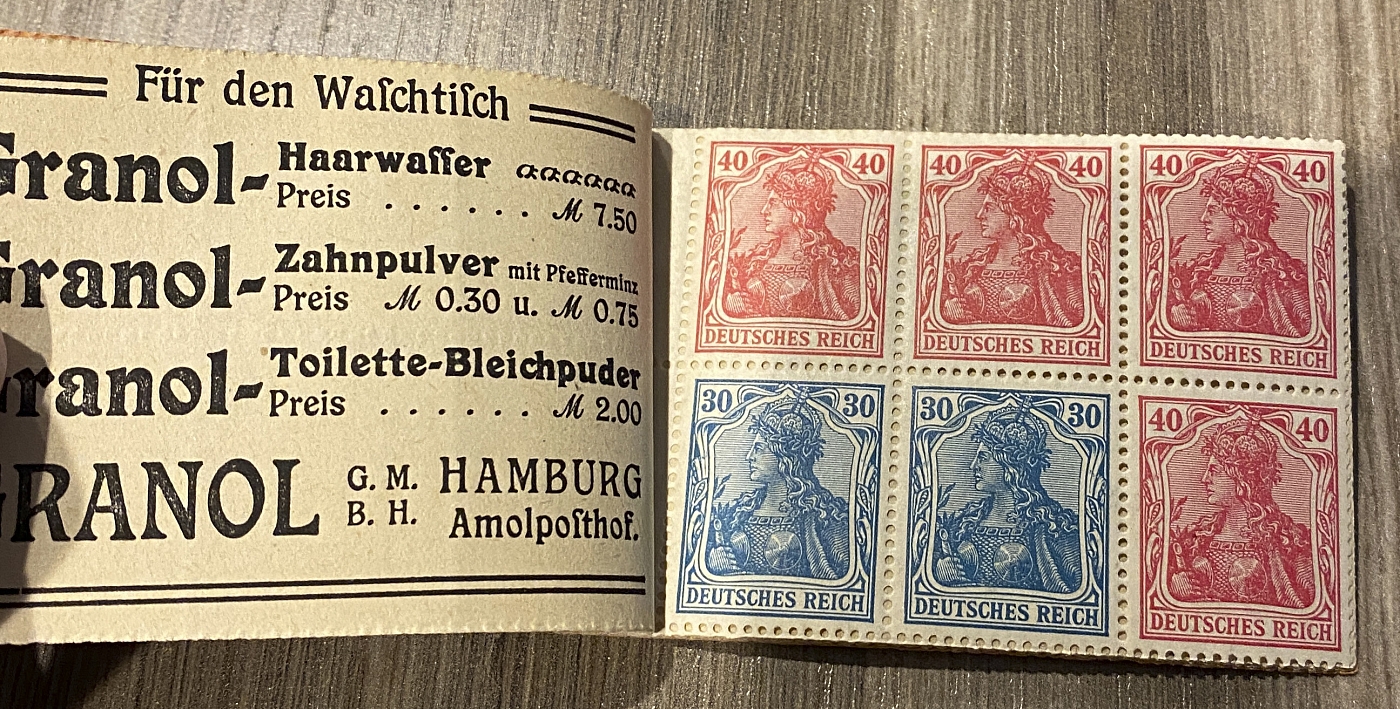 Für den Waſchtiſch
Granol-
Haarwaſſer
Preis . . . . . . ℳ 7.50
Granol-
Zahnpulver mit Pfefferminz
Preis ℳ 0.30 u. ℳ 0.75
Granol-
Toilette-Bleichpuder
Preis . . . . . . ℳ 2.00
GRANOL
G. M.
B. H.
HAMBURG
Amolpoſthof.
40 40
DEUTSCHES REICH
40 40
DEUTSCHES REICH
40 40
DEUTSCHES REICH
30 30
DEUTSCHES REICH
30 30
DEUTSCHES REICH
40 40
DEUTSCHES REICH